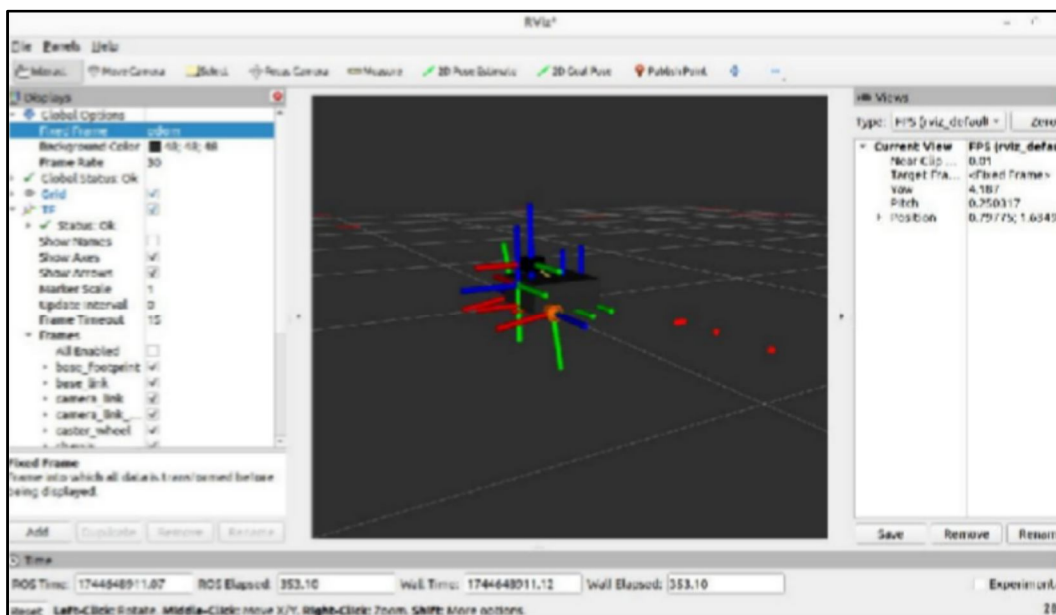 RViz*
File Panels Help
Interact Move Camera Select Focus Camera Measure 2D Pose Estimate 2D Goal Pose Publish Point
Displays
Global Options
Fixed Frame odom
Background Color 48; 48; 48
Frame Rate 30
Global Status: Ok
Grid
TF
Status: Ok
Show Names
Show Axes
Show Arrows
Marker Scale 1
Update Interval 0
Frame Timeout 15
Frames
All Enabled
base_footprint
base_link
camera_link
camera_link_...
caster_wheel
chassis
Fixed Frame
Frame into which all data is transformed before
being displayed.
Add Duplicate Remove Rename
Views
Type: FPS (rviz_default Zero
Current View FPS (rviz_defau
Near Clip ... 0.01
Target Fra... <Fixed Frame>
Yaw 4.187
Pitch 0.250317
Position 0.79775; 1.6349
Save Remove Renam
Time
ROS Time: 1744648911.07 ROS Elapsed: 353.10 Wall Time: 1744648911.12 Wall Elapsed: 353.10 Experimenta
Reset Left-Click: Rotate. Middle-Click: Move X/Y. Right-Click: Zoom. Shift: More options.